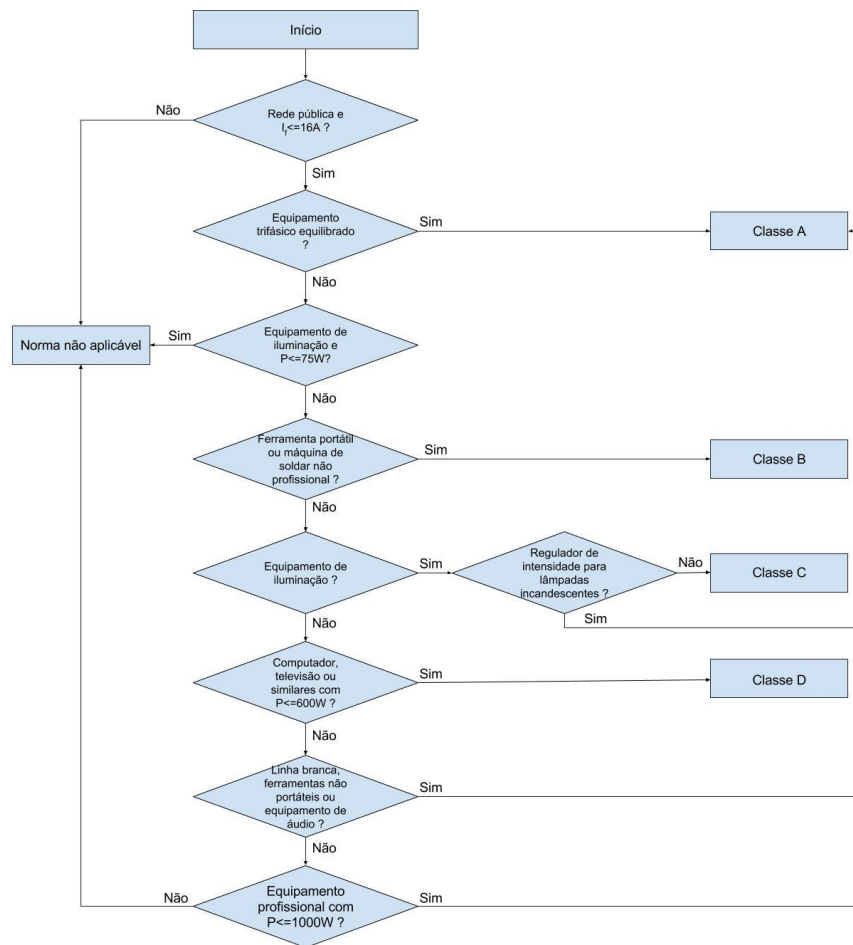 Início
Não
Rede pública e
If<=16A ?
Sim
Equipamento
trifásico equilibrado
?
Sim
Classe A
Não
Norma não aplicável
Sim
Equipamento de
iluminação e
P<=75W?
Não
Ferramenta portátil
ou máquina de
soldar não
profissional ?
Sim
Classe B
Não
Equipamento de
iluminação ?
Sim
Regulador de
intensidade para
lâmpadas
incandescentes ?
Não
Classe C
Sim
Não
Computador,
televisão ou
similares com
P<=600W ?
Sim
Classe D
Não
Linha branca,
ferramentas não
portáteis ou
equipamento de
áudio ?
Sim
Não
Não
Equipamento
profissional com
P<=1000W ?
Sim